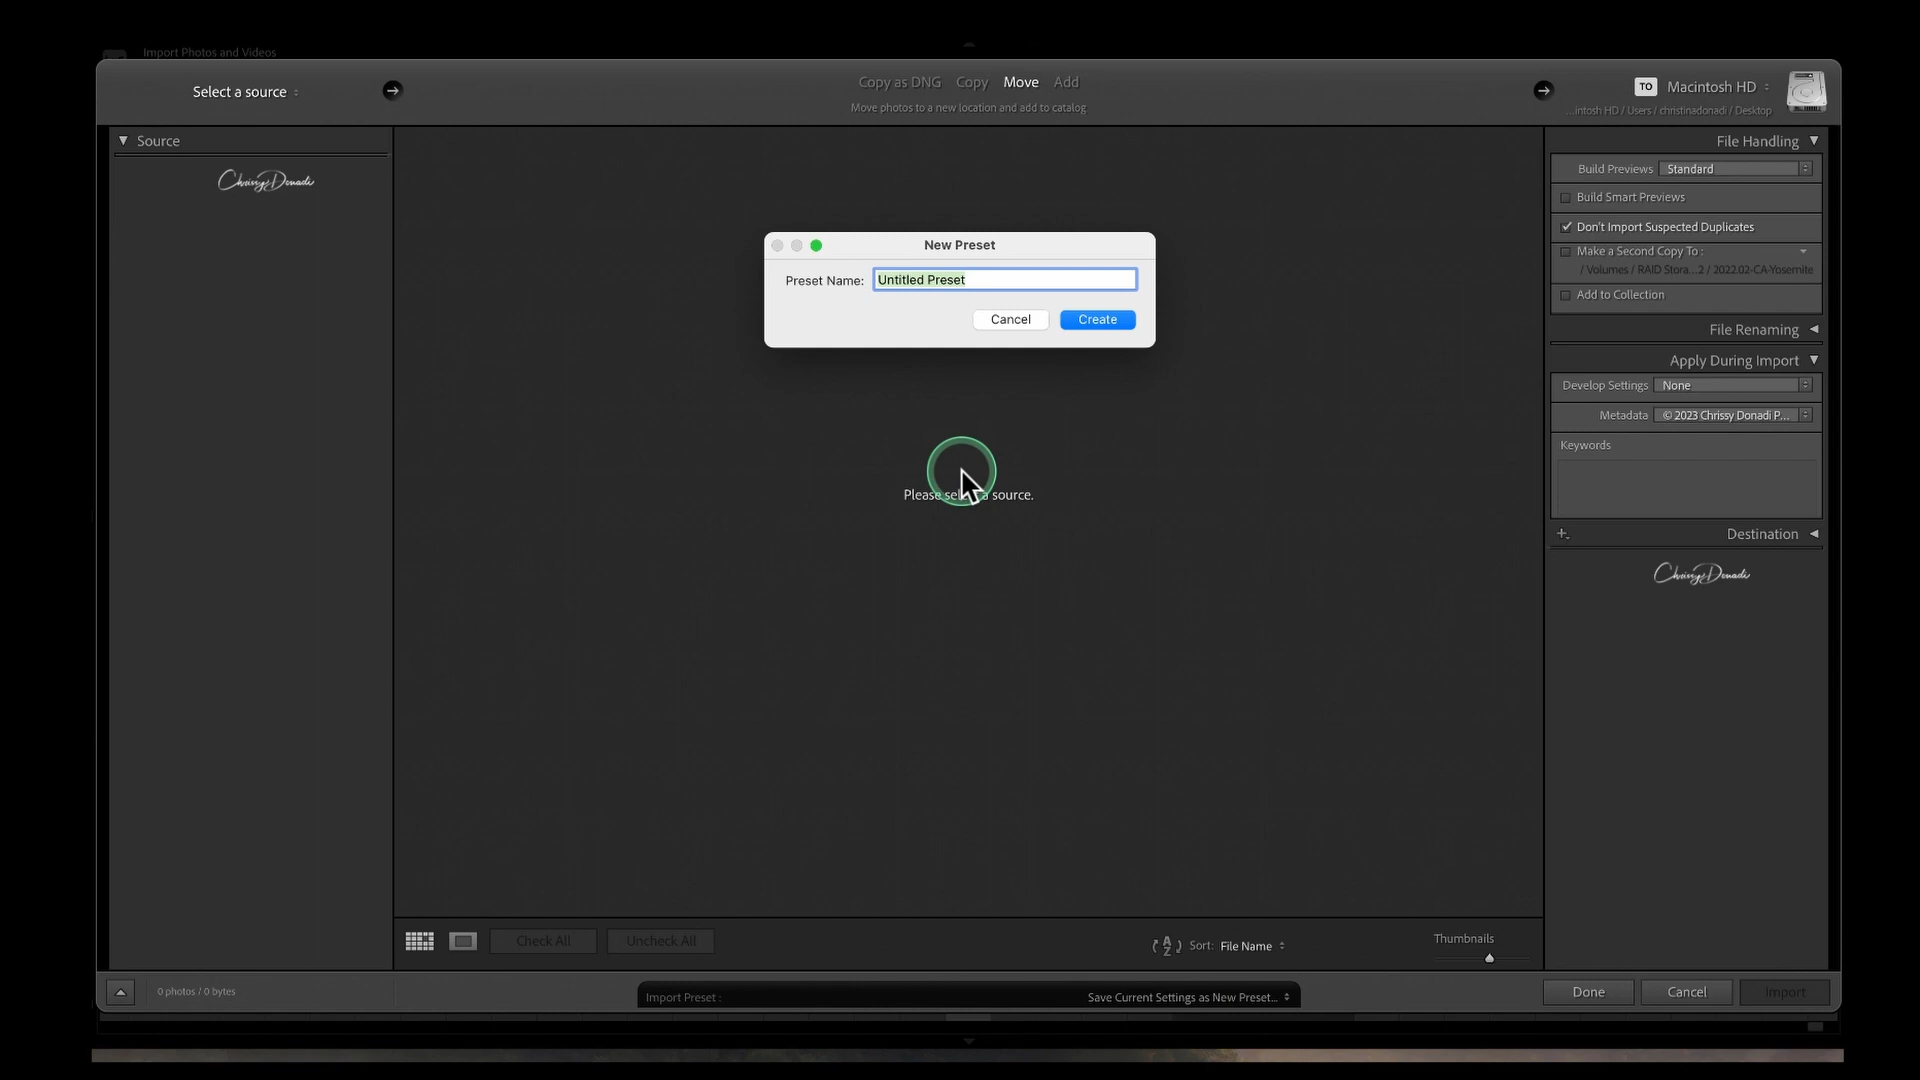 Import Photos and Videos
Select a source
Copy as DNG Copy Move Add
Move photos to a new location and add to catalog
TO Macintosh HD
...intosh HD / Users / christinadonadi / Desktop
Source
Chrissy Donadi
New Preset
Preset Name: Untitled Preset
Cancel Create
Please select a source.
File Handling
Build Previews Standard
Build Smart Previews
Don't Import Suspected Duplicates
Make a Second Copy To :
/ Volumes / RAID Stora...2 / 2022.02-CA-Yosemite
Add to Collection
File Renaming
Apply During Import
Develop Settings None
Metadata © 2023 Chrissy Donadi P...
Keywords
Destination
Chrissy Donadi
Check All Uncheck All
Sort: File Name
Thumbnails
0 photos / 0 bytes
Import Preset :
Save Current Settings as New Preset...
Done Cancel Import